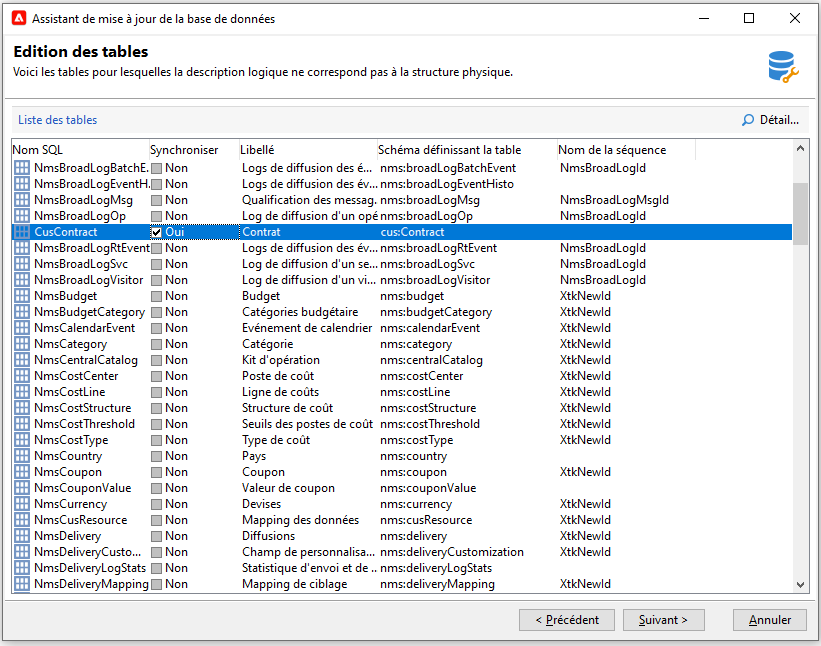 Assistant de mise à jour de la base de données
Edition des tables
Voici les tables pour lesquelles la description logique ne correspond pas à la structure physique.
Liste des tables Détail...
Nom SQL Synchroniser Libellé Schéma définissant la table Nom de la séquence
NmsBroadLogBatchE. Non Logs de diffusion des é... nms:broadLogBatchEvent NmsBroadLogId
NmsBroadLogEventH. Non Logs de diffusion des év... nms:broadLogEventHisto
NmsBroadLogMsg Non Qualification des messag. nms:broadLogMsg NmsBroadLogMsgId
NmsBroadLogOp Non Log de diffusion d'un opé nms:broadLogOp NmsBroadLogId
CusContract Oui Contrat cus:Contract
NmsBroadLogRtEvent Non Logs de diffusion des év... nms:broadLogRtEvent NmsBroadLogId
NmsBroadLogSvc Non Log de diffusion d'un se... nms:broadLogSvc NmsBroadLogId
NmsBroadLogVisitor Non Log de diffusion d'un vi... nms:broadLogVisitor NmsBroadLogId
NmsBudget Non Budget nms:budget XtkNewId
NmsBudgetCategory Non Catégories budgétaire nms:budgetCategory XtkNewId
NmsCalendarEvent Non Evénement de calendrier nms:calendarEvent XtkNewId
NmsCategory Non Catégorie nms:category XtkNewId
NmsCentralCatalog Non Kit d'opération nms:centralCatalog XtkNewId
NmsCostCenter Non Poste de coût nms:costCenter XtkNewId
NmsCostLine Non Ligne de coûts nms:costLine XtkNewId
NmsCostStructure Non Structure de coût nms:costStructure XtkNewId
NmsCostThreshold Non Seuils des postes de coût nms:costThreshold XtkNewId
NmsCostType Non Type de coût nms:costType XtkNewId
NmsCountry Non Pays nms:country
NmsCoupon Non Coupon nms:coupon XtkNewId
NmsCouponValue Non Valeur de coupon nms:couponValue
NmsCurrency Non Devises nms:currency XtkNewId
NmsCusResource Non Mapping des données nms:cusResource XtkNewId
NmsDelivery Non Diffusions nms:delivery XtkNewId
NmsDeliveryCusto... Non Champ de personnalisa... nms:deliveryCustomization XtkNewId
NmsDeliveryLogStats Non Statistique d'envoi et de .. nms:deliveryLogStats
NmsDeliveryMapping Non Mapping de ciblage nms:deliveryMapping XtkNewId
< Précédent Suivant > Annuler